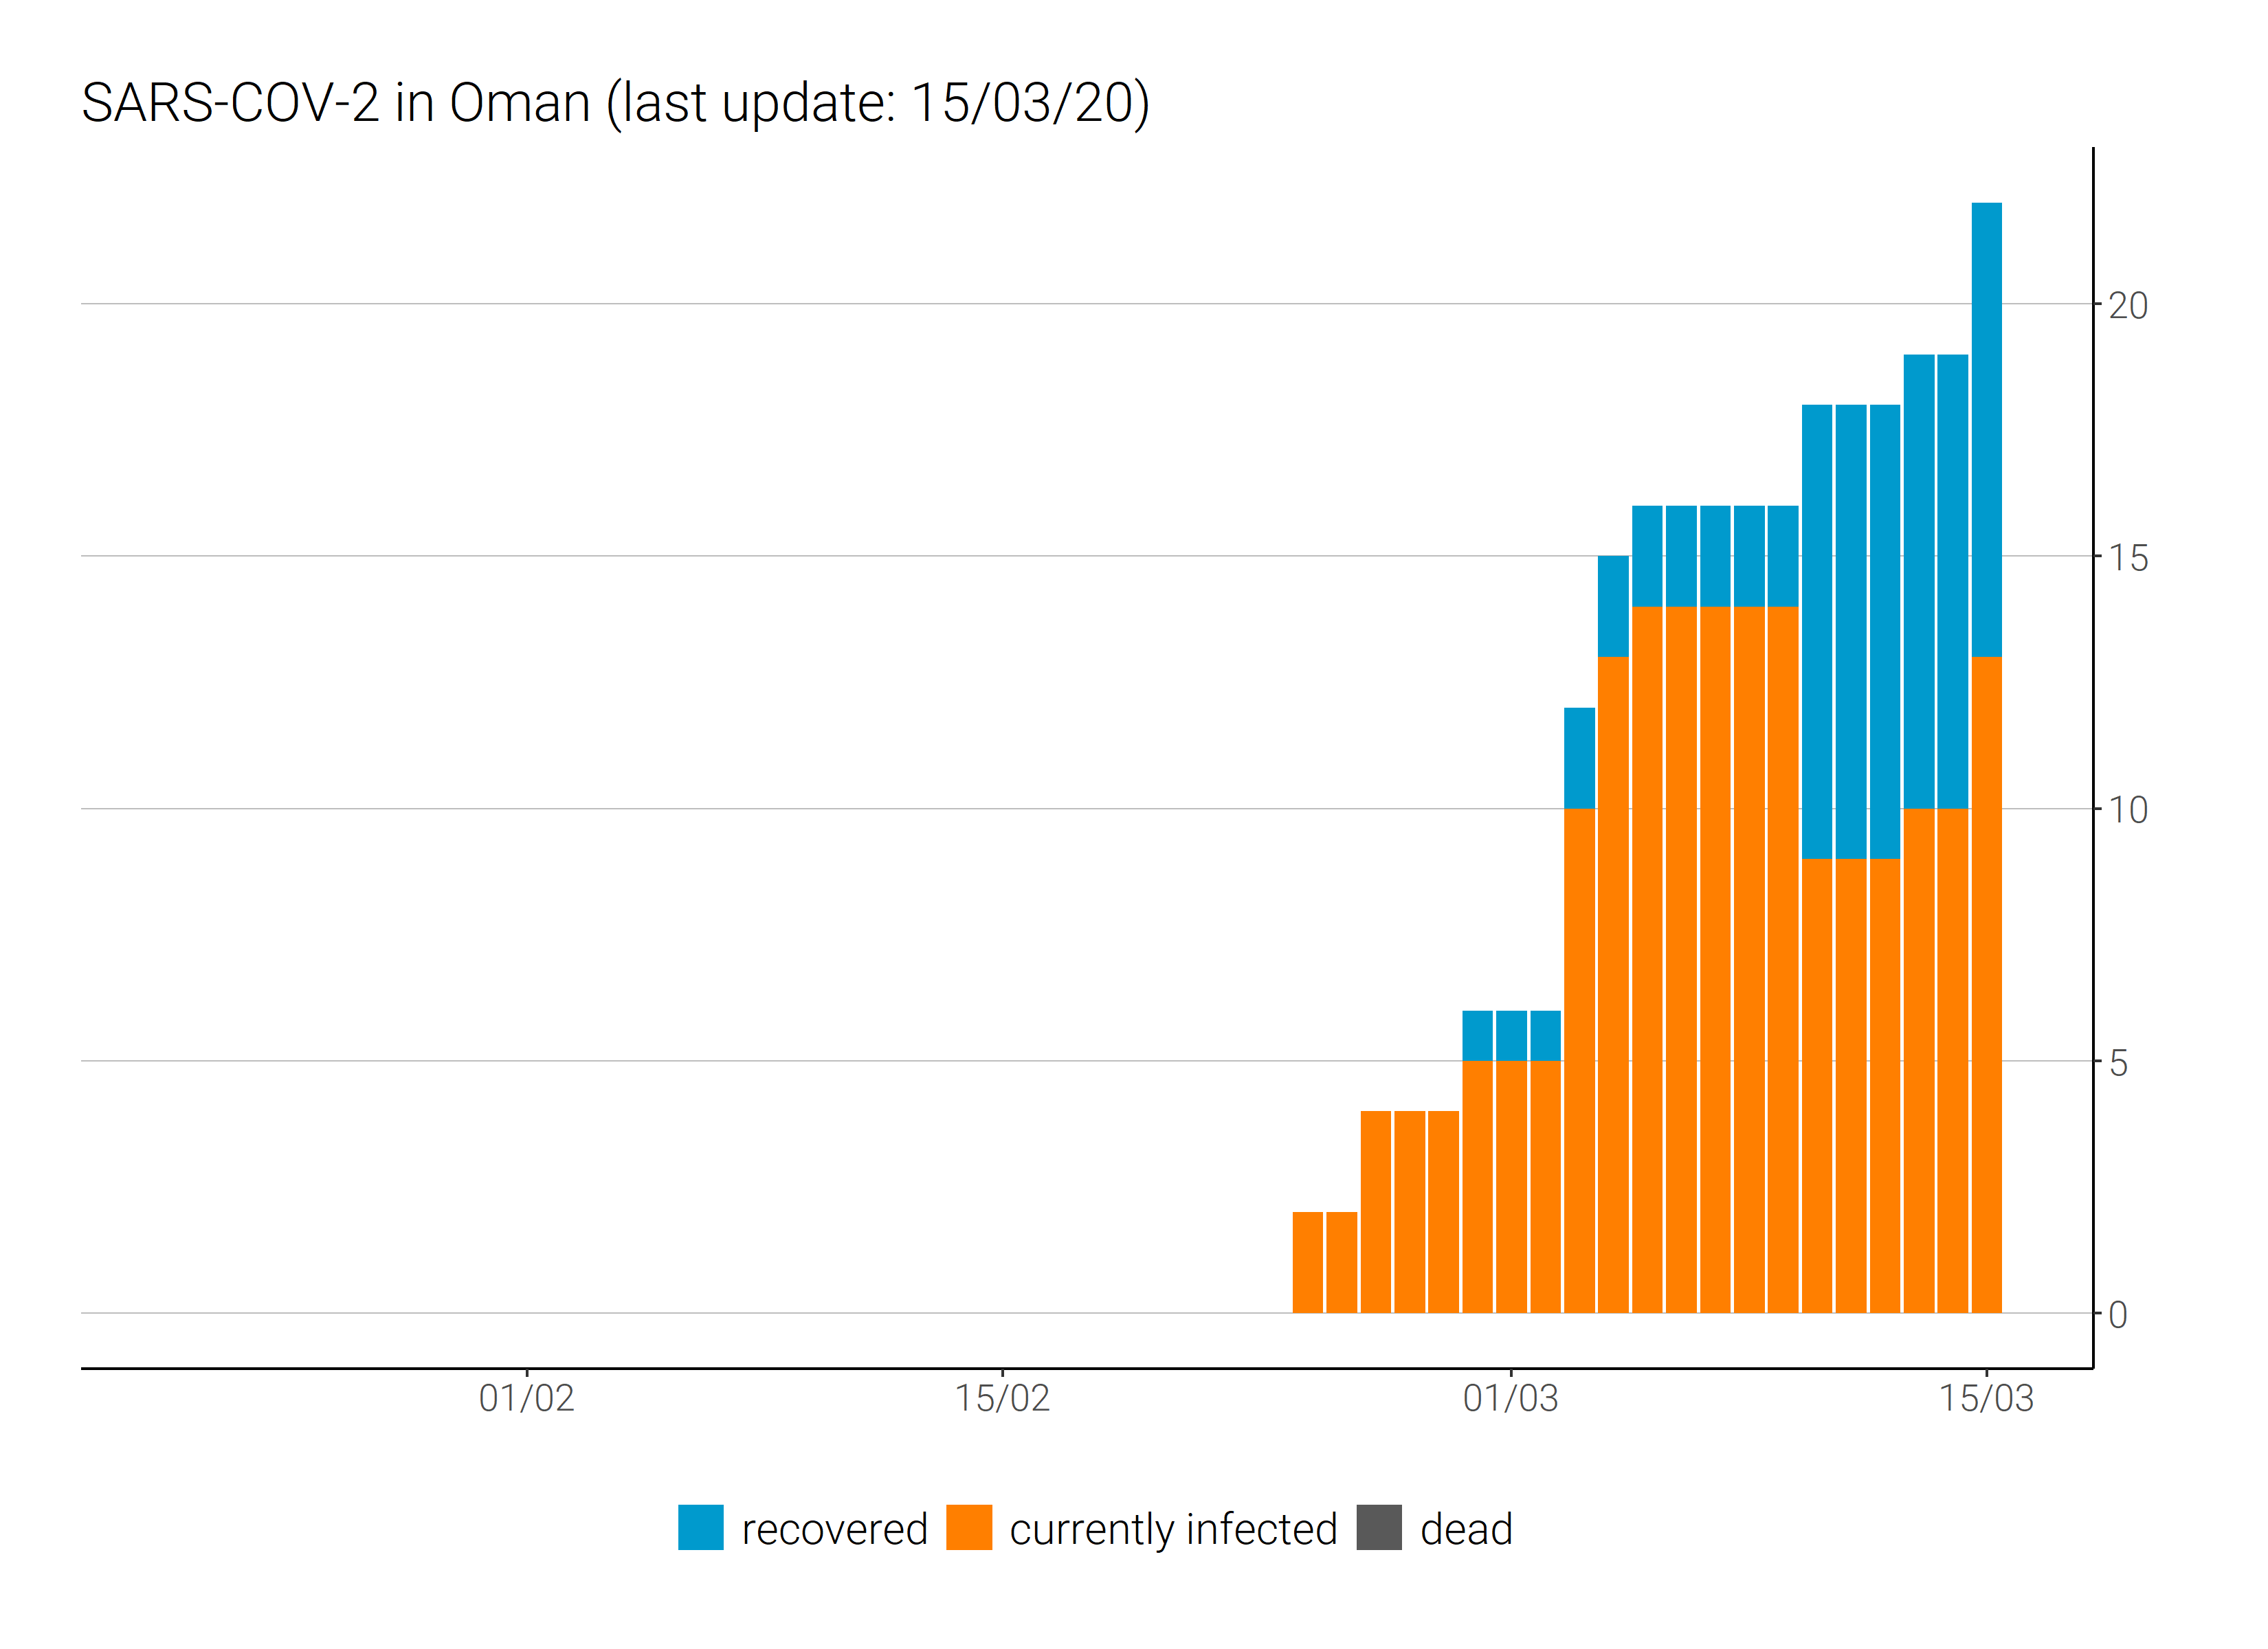 SARS-COV-2 in Oman (last update: 15/03/20)
20
15
10
5
0
01/02 15/02 01/03 15/03
recovered currently infected dead